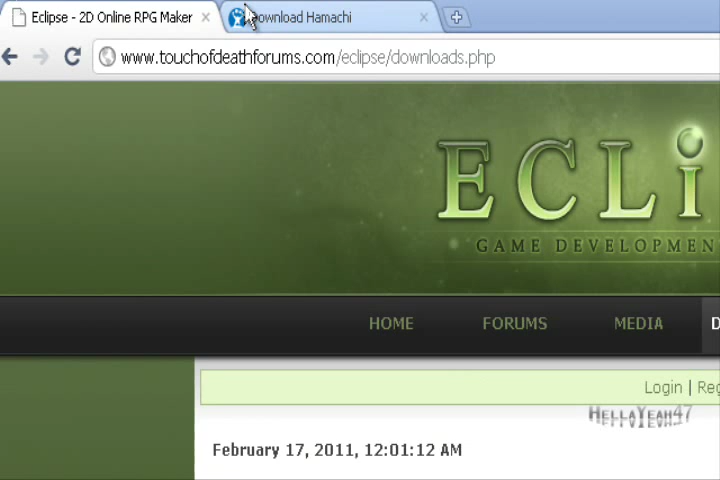 Eclipse - 2D Online RPG Maker
Download Hamachi
www.touchofdeathforums.com/eclipse/downloads.php
ECLi
GAME DEVELOPMEN
HOME FORUMS MEDIA D
Login | Reg
HellaYeah47
February 17, 2011, 12:01:12 AM